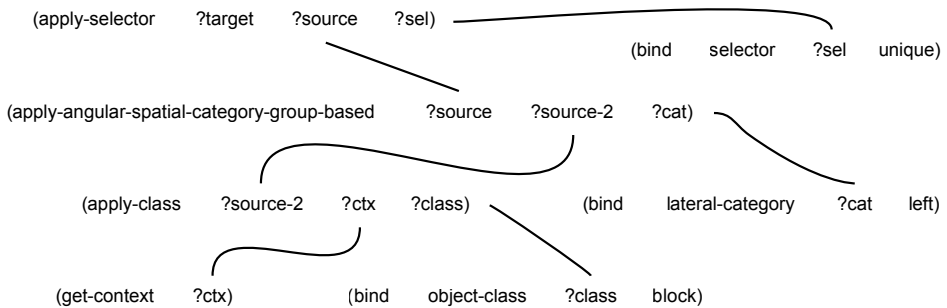 (apply-selector ?target ?source ?sel)
(bind selector ?sel unique)
(apply-angular-spatial-category-group-based ?source ?source-2 ?cat)
(apply-class ?source-2 ?ctx ?class) (bind lateral-category ?cat left)
(get-context ?ctx) (bind object-class ?class block)